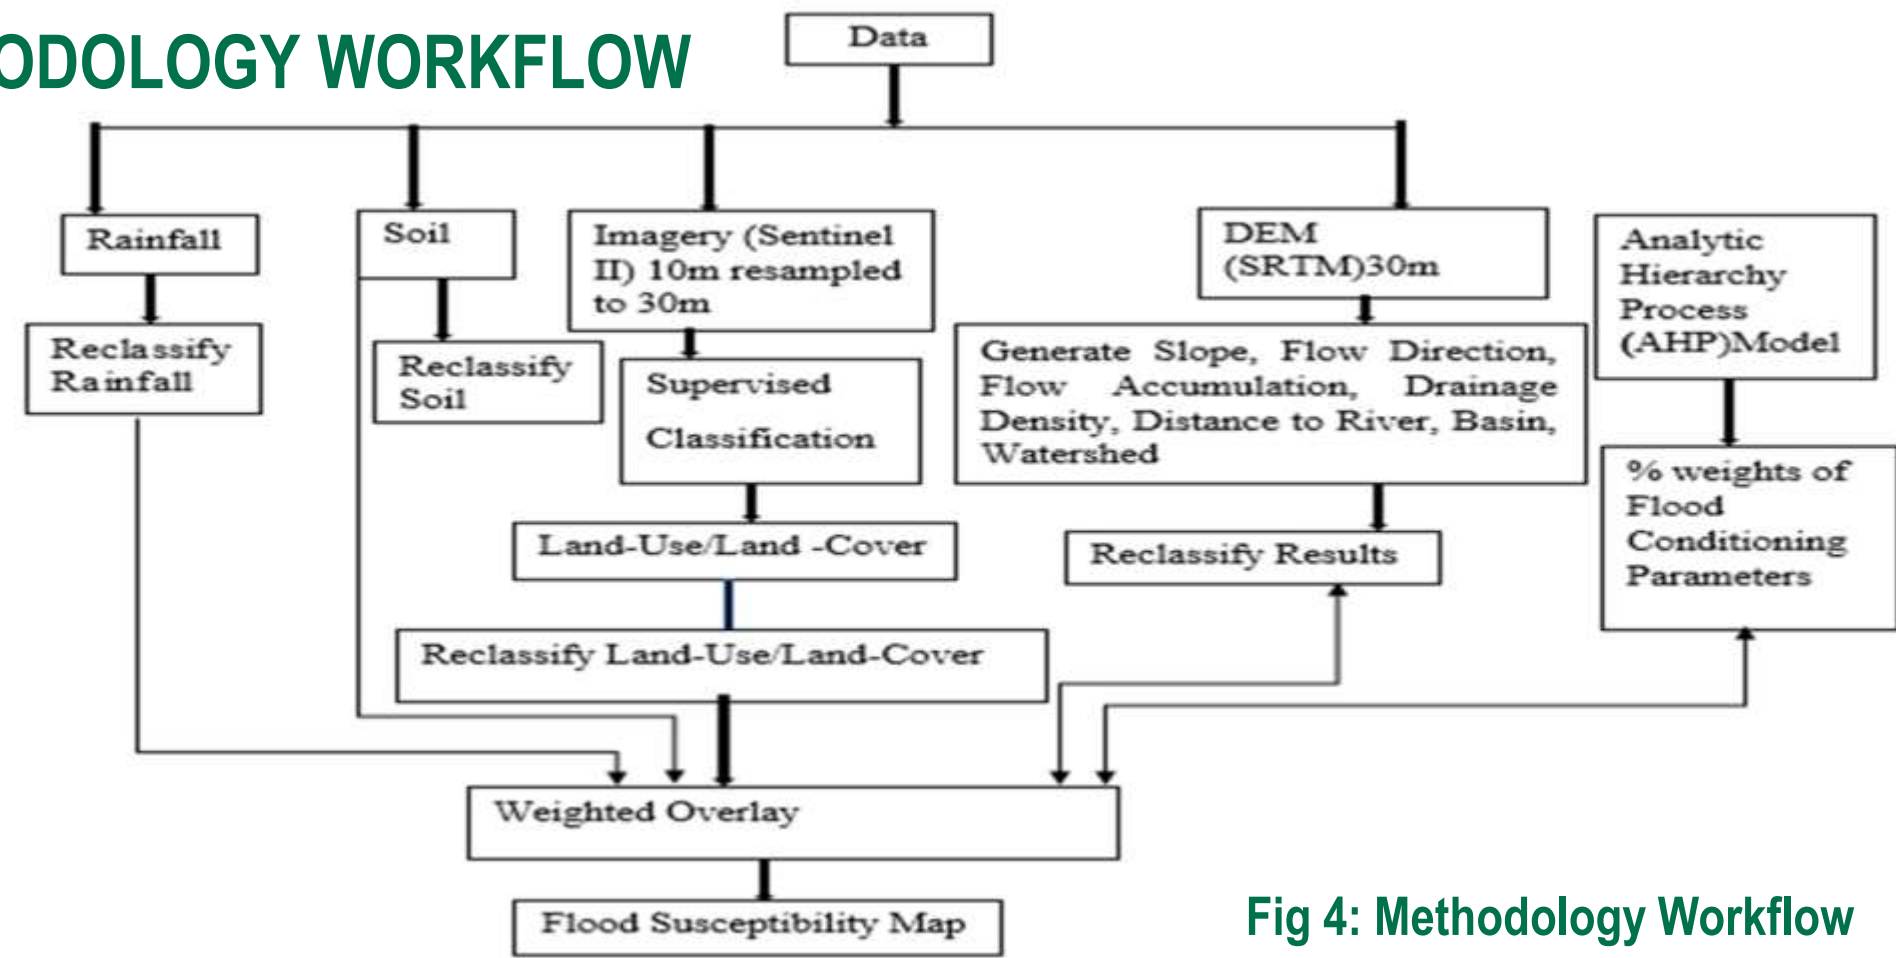 ODOLOGY WORKFLOW
Data
Rainfall
Soil
Imagery (Sentinel
II) 10m resampled
to 30m
DEM
(SRTM)30m
Analytic
Hierarchy
Process
(AHP)Model
Reclassify
Rainfall
Reclassify
Soil
Supervised
Classification
Generate Slope, Flow Direction,
Flow Accumulation, Drainage
Density, Distance to River, Basin,
Watershed
% weights of
Flood
Conditioning
Parameters
Land-Use/Land -Cover
Reclassify Results
Reclassify Land-Use/Land-Cover
Weighted Overlay
Flood Susceptibility Map
Fig 4: Methodology Workflow